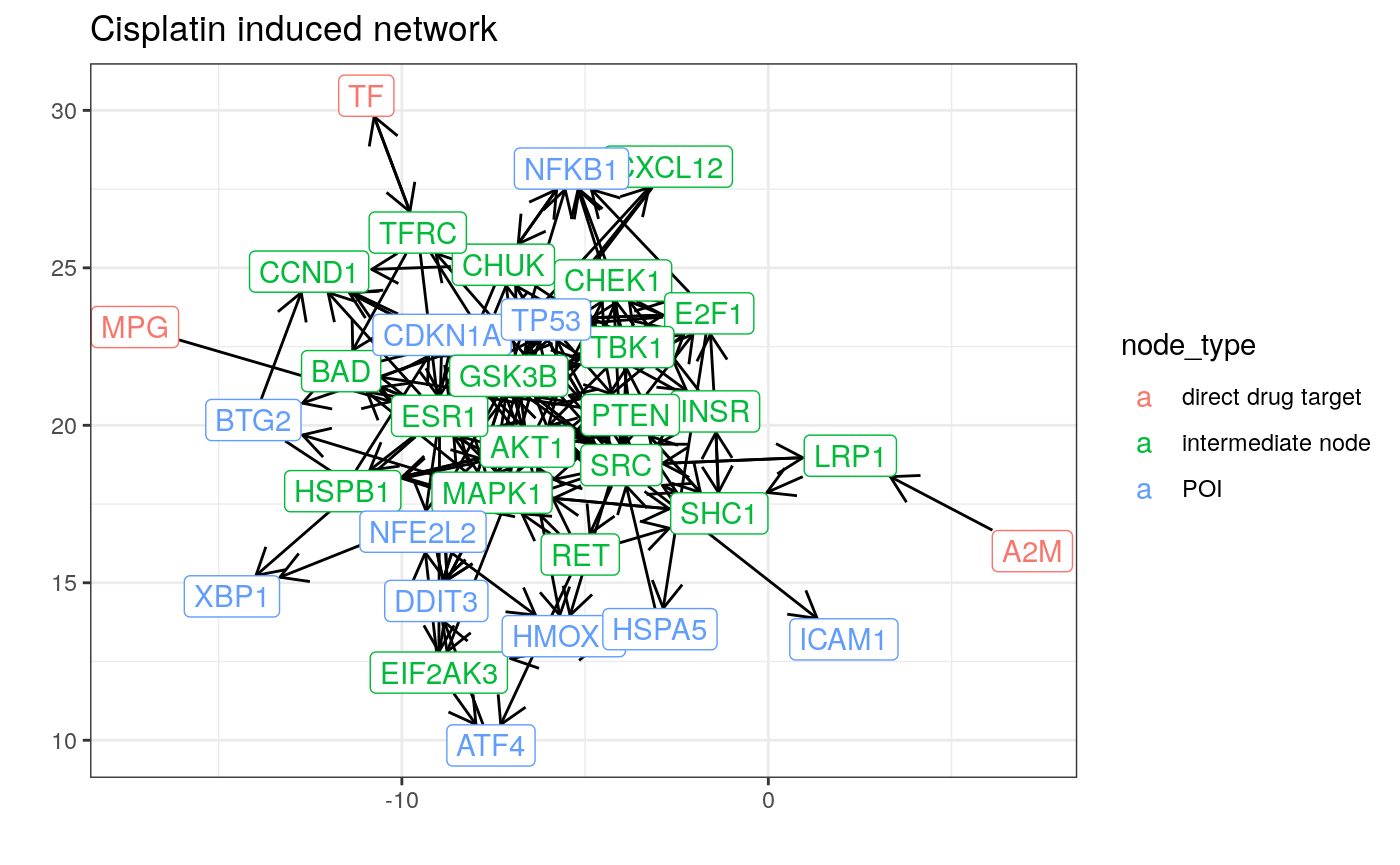 Cisplatin induced network
TF
30
NFKB1
CXCL12
TFRC
CHUK
25
CCND1
CHEK1
E2F1
MPG
TP53
CDKN1A
TBK1
node_type
BAD
GSK3B
a direct drug target
INSR
PTEN
ESR1
20
BTG2
a intermediate node
AKT1
LRP1
SRC
a POI
HSPB1
MAPK1
SHC1
NFE2L2
RET
A2M
15
XBP1
DDIT3
HSPA5
HMOX
ICAM1
EIF2AK3
10
ATF4
-10
0